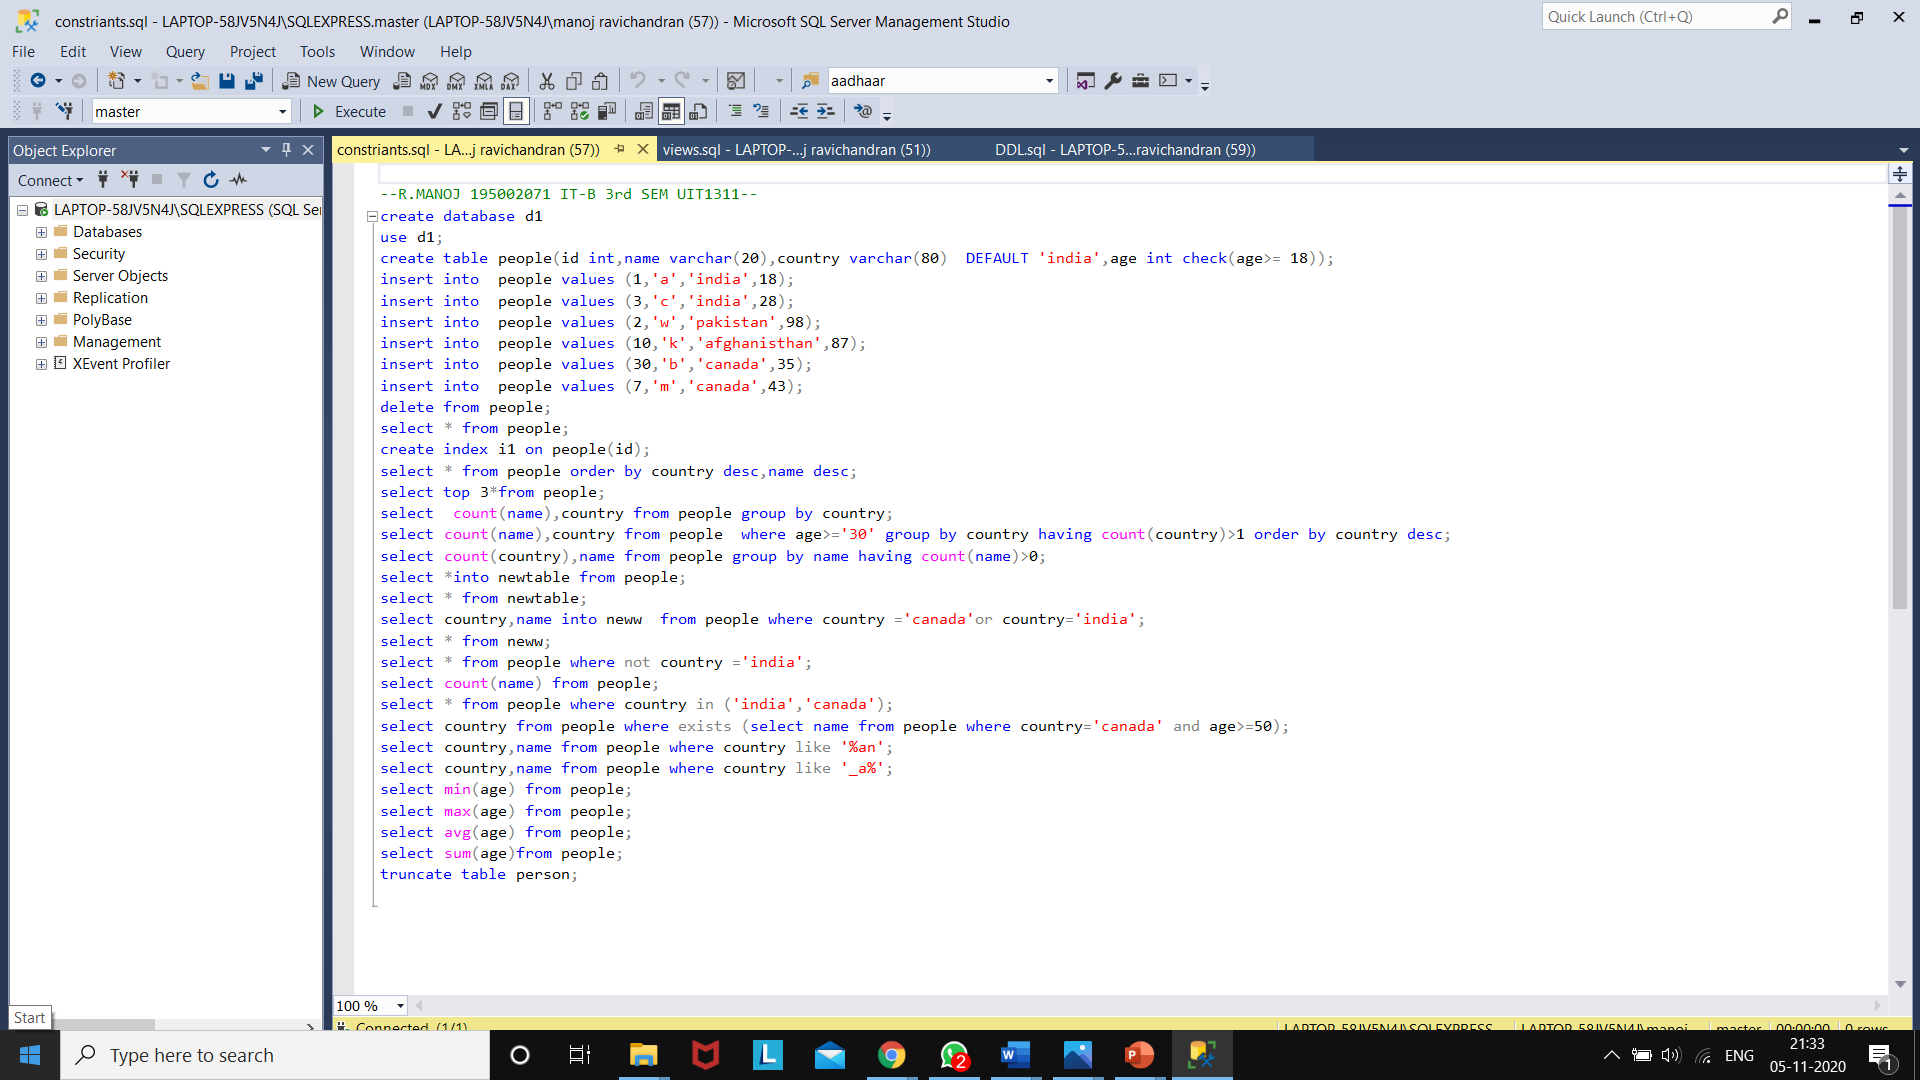 constriants.sql - LAPTOP-58JV5N4J\SQLEXPRESS.master (LAPTOP-58JV5N4J\manoj ravichandran (57)) - Microsoft SQL Server Management Studio
Quick Launch (Ctrl+Q)
File Edit View Query Project Tools Window Help
New Query MDX DMX XMLA DAX aadhaar
master Execute
Object Explorer
constriants.sql - LA...j ravichandran (57))
views.sql - LAPTOP-...j ravichandran (51))
DDL.sql - LAPTOP-5...ravichandran (59))
Connect
LAPTOP-58JV5N4J\SQLEXPRESS (SQL Ser
Databases
Security
Server Objects
Replication
PolyBase
Management
XEvent Profiler
--R.MANOJ 195002071 IT-B 3rd SEM UIT1311--
create database d1
use d1;
create table people(id int,name varchar(20),country varchar(80)  DEFAULT 'india',age int check(age>= 18));
insert into  people values (1,'a','india',18);
insert into  people values (3,'c','india',28);
insert into  people values (2,'w','pakistan',98);
insert into  people values (10,'k','afghanisthan',87);
insert into  people values (30,'b','canada',35);
insert into  people values (7,'m','canada',43);
delete from people;
select * from people;
create index i1 on people(id);
select * from people order by country desc,name desc;
select top 3*from people;
select  count(name),country from people group by country;
select count(name),country from people  where age>='30' group by country having count(country)>1 order by country desc;
select count(country),name from people group by name having count(name)>0;
select *into newtable from people;
select * from newtable;
select country,name into neww  from people where country ='canada'or country='india';
select * from neww;
select * from people where not country ='india';
select count(name) from people;
select * from people where country in ('india','canada');
select country from people where exists (select name from people where country='canada' and age>=50);
select country,name from people where country like '%an';
select country,name from people where country like '_a%';
select min(age) from people;
select max(age) from people;
select avg(age) from people;
select sum(age)from people;
truncate table person;
100 %
Connected. (1/1) LAPTOP-58JV5N4J\SQLEXPRESS LAPTOP-58JV5N4J\manoj master 00:00:00 0 rows
Start
Type here to search
2
ENG
21:33
05-11-2020
1